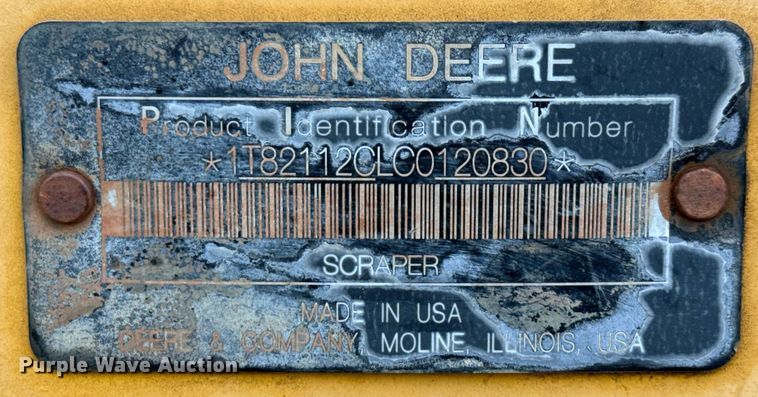 JOHN DEERE
Product Identification Number
*1T82112CLC0120830*
SCRAPER
MADE IN USA
DEERE & COMPANY, MOLINE, ILLINOIS, USA
Purple Wave Auction